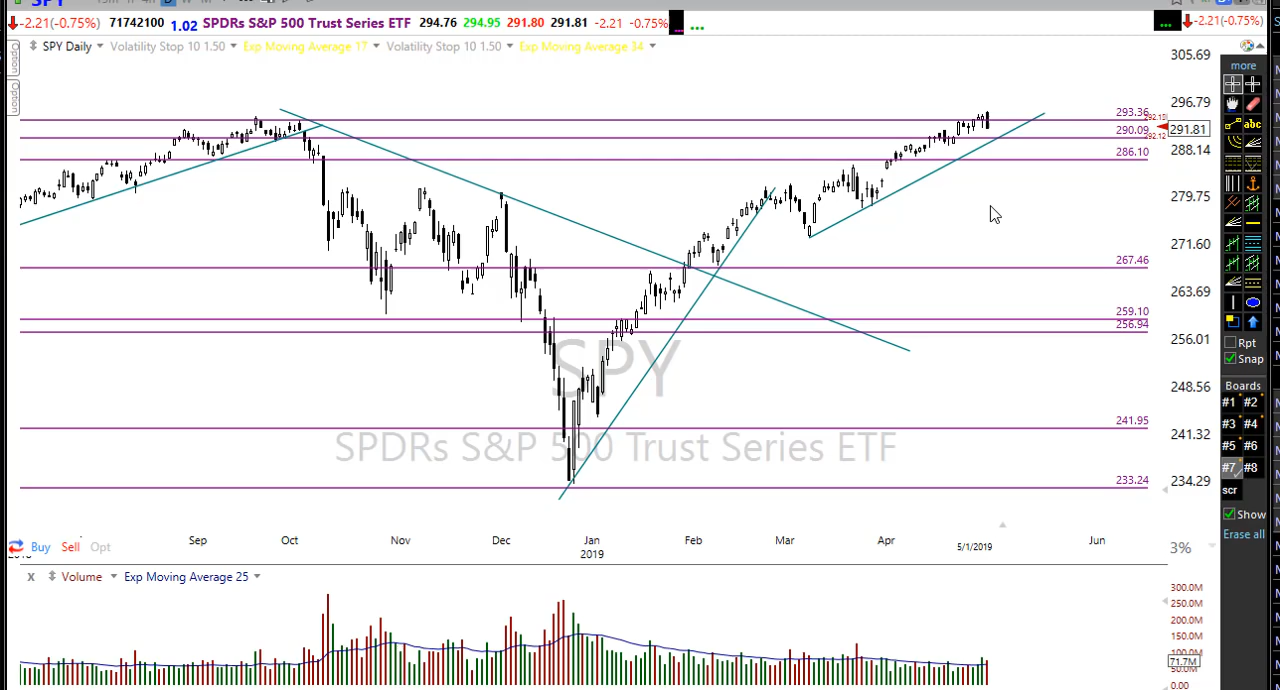 SPY
-2.21(-0.75%) 71742100 1.02 SPDRs S&P 500 Trust Series ETF 294.76 294.95 291.80 291.81 -2.21 -0.75% ... ... -2.21(-0.75%)
SPY Daily Volatility Stop 10 1.50 Exp Moving Average 17 Volatility Stop 10 1.50 Exp Moving Average 34
Option
Option
305.69
296.79
291.81
288.14
279.75
271.60
263.69
256.01
248.56
241.32
234.29
3%
293.36
290.09
286.10
267.46
259.10
256.94
241.95
233.24
SPY
SPDRs S&P 500 Trust Series ETF
Sep Oct Nov Dec Jan Feb Mar Apr 5/1/2019 Jun
2019
Buy Sell Opt
X Volume Exp Moving Average 25
300.0M
250.0M
200.0M
150.0M
100.0M
71.7M
50.0M
0.00
more
abc
Rpt
Snap
Boards
#1 #2
#3 #4
#5 #6
#7 #8
scr
Show
Erase all